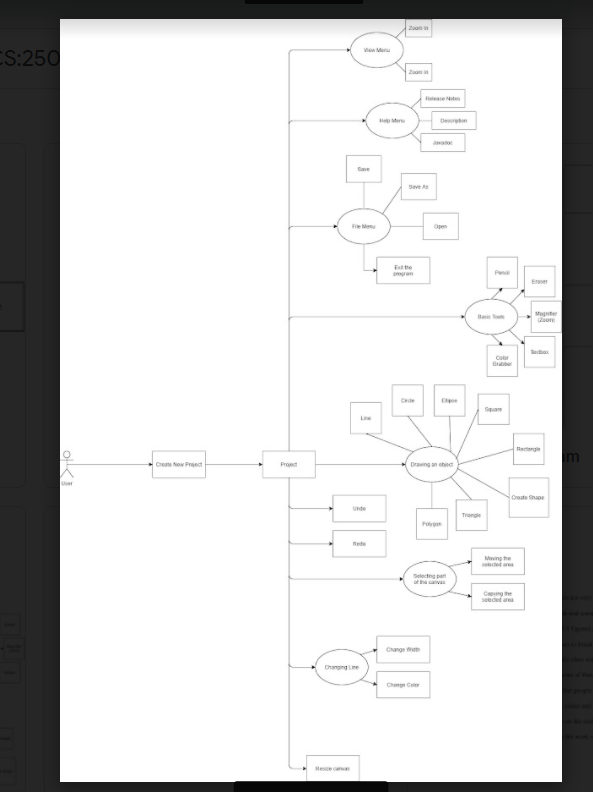 CS:250
Zoom In
View Menu
Zoom In
Release Notes
Help Menu
Description
Javadoc
Save
Save As
File Menu
Open
Exit the
program
Pencil
Eraser
Basic Tools
Magnifier
(Zoom)
Color
Grabber
Textbox
Circle
Ellipse
Line
Square
Rectangle
User
Create New Project
Project
Drawing an object
Create Shape
Polygon
Triangle
Undo
Redo
Selecting part
of the canvas
Moving the
selected area
Copying the
selected area
Changing Line
Change Width
Change Color
Resize canvas